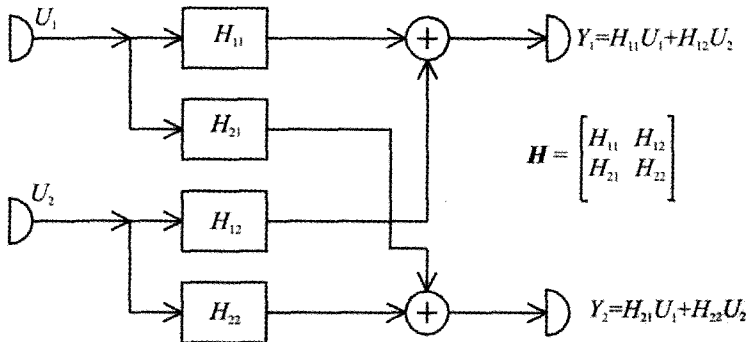 U₁
H₁₁
+
Y₁=H₁₁U₁+H₁₂U₂
H₂₁
H = [H₁₁ H₁₂
H₂₁ H₂₂]
U₂
H₁₂
H₂₂
+
Y₂=H₂₁U₁+H₂₂U₂